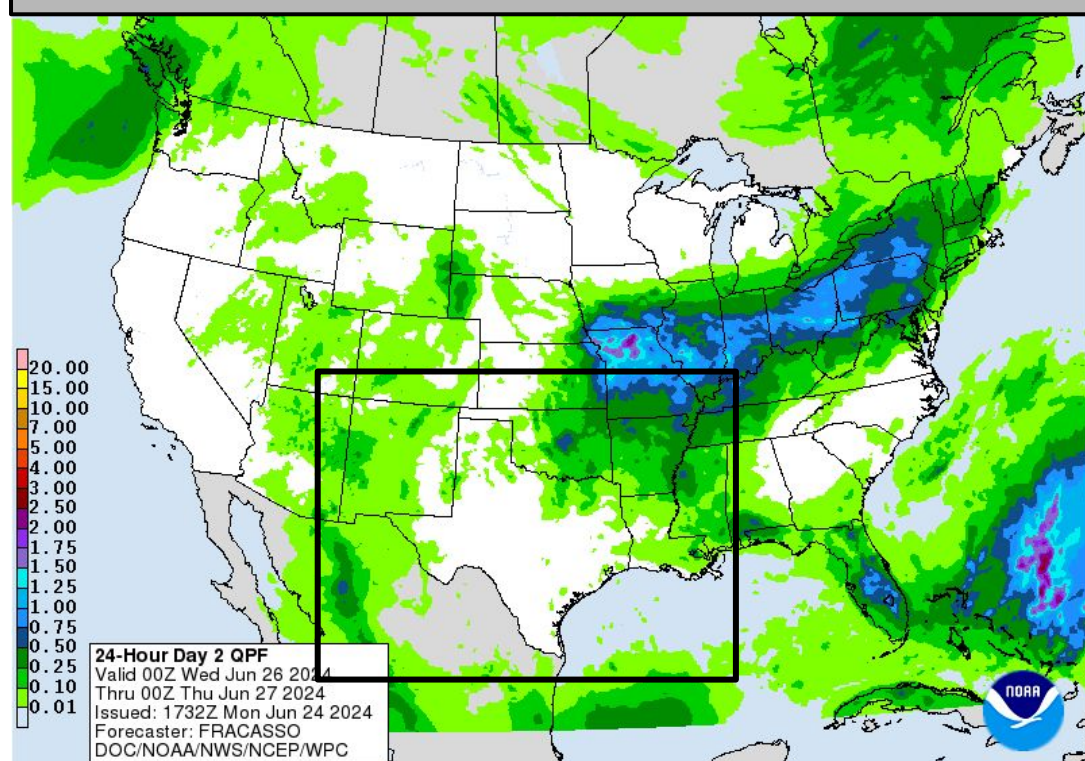 20.00
15.00
10.00
7.00
5.00
4.00
3.00
2.50
2.00
1.75
1.50
1.25
1.00
0.75
0.50
0.25
0.10
0.01
24-Hour Day 2 QPF
Valid 00Z Wed Jun 26 2024
Thru 00Z Thu Jun 27 2024
Issued: 1732Z Mon Jun 24 2024
Forecaster: FRACASSO
DOC/NOAA/NWS/NCEP/WPC
NOAA